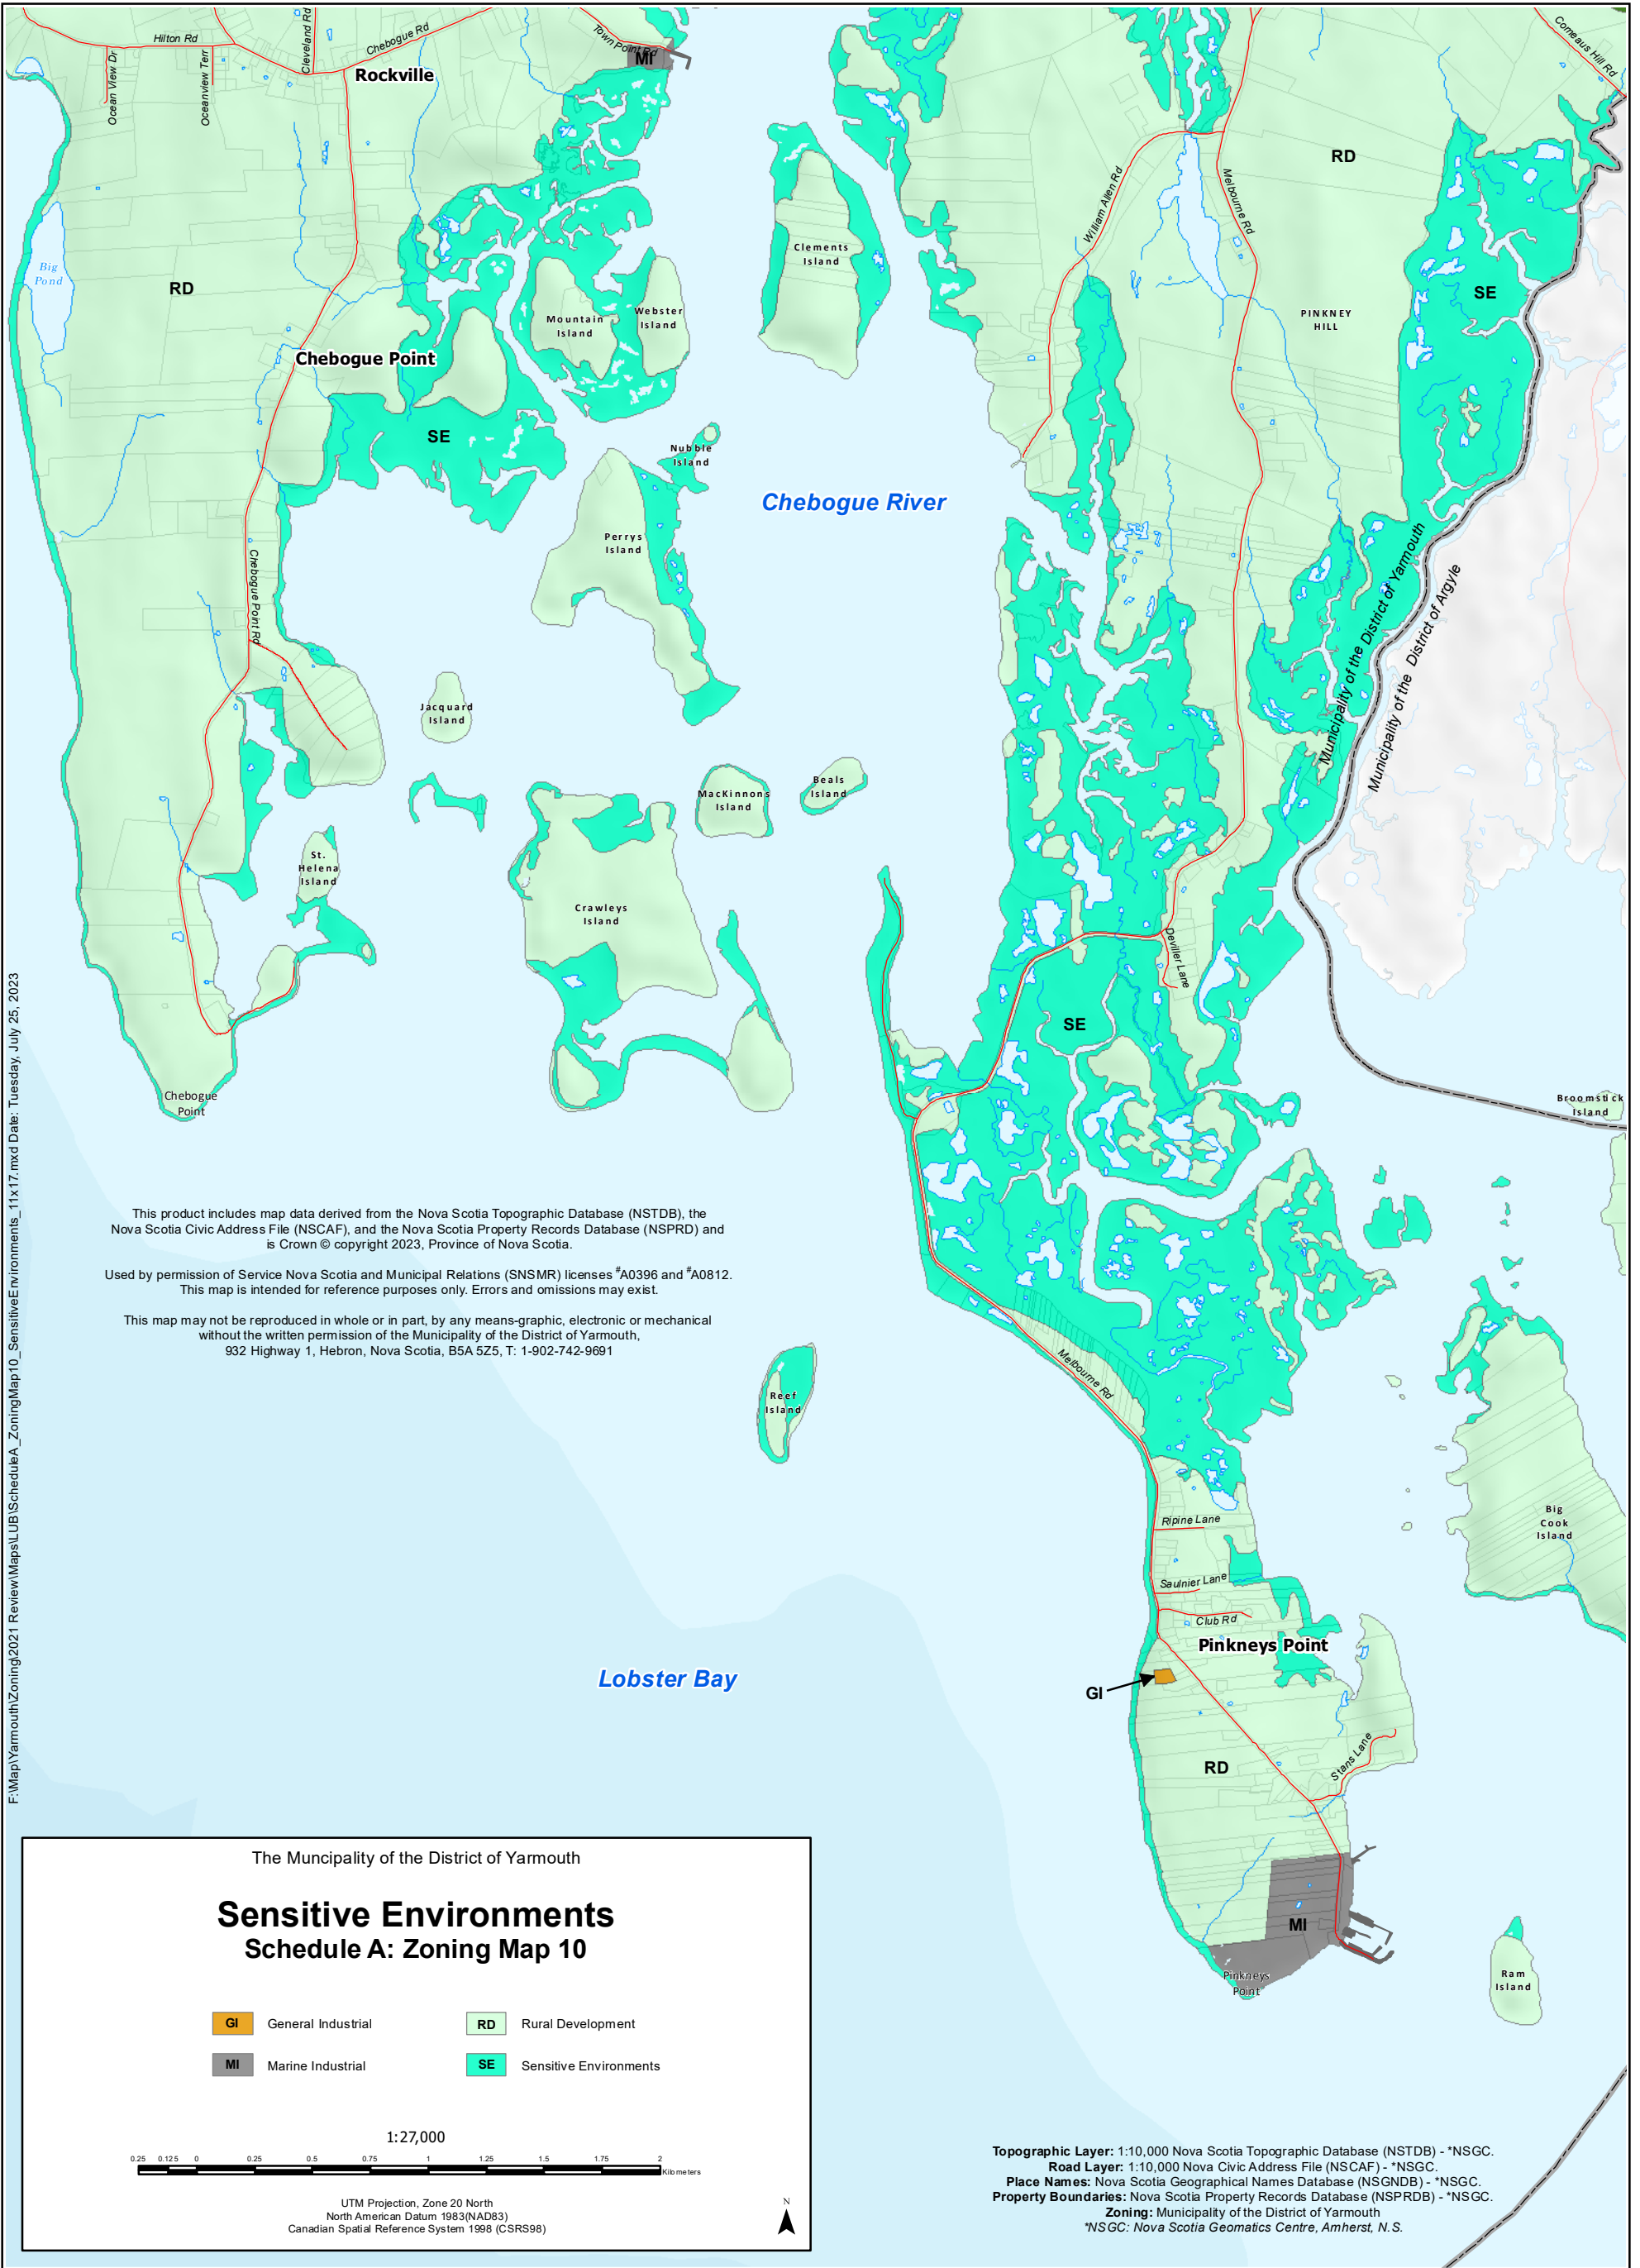 Hilton Rd
Ocean View Dr
Oceanview Terr
Cleveland Rd
Chebogue Rd
Rockville
Town Point Rd
MI
Comeaus Hill Rd
RD
William Allen Rd
Melbourne Rd
Clements
Island
Big
Pond
RD
SE
Mountain
Island
Webster
Island
PINKNEY
HILL
Chebogue Point
SE
Nubble
Island
Chebogue River
Perrys
Island
Chebogue Point Rd
Municipality of the District of Yarmouth
Municipality of the District of Argyle
Jacquard
Island
MacKinnons
Island
Beals
Island
St.
Helena
Island
Crawleys
Island
Deviller Lane
SE
Chebogue
Point
Broomstick
Island
This product includes map data derived from the Nova Scotia Topographic Database (NSTDB), the
Nova Scotia Civic Address File (NSCAF), and the Nova Scotia Property Records Database (NSPRD) and
is Crown © copyright 2023, Province of Nova Scotia.
Used by permission of Service Nova Scotia and Municipal Relations (SNSMR) licenses #A0396 and #A0812.
This map is intended for reference purposes only. Errors and omissions may exist.
This map may not be reproduced in whole or in part, by any means-graphic, electronic or mechanical
without the written permission of the Municipality of the District of Yarmouth,
932 Highway 1, Hebron, Nova Scotia, B5A 5Z5, T: 1-902-742-9691
Melbourne Rd
Reef
Island
Big
Cook
Island
Ripine Lane
Saulnier Lane
Club Rd
Pinkneys Point
Lobster Bay
GI
RD
Stans Lane
MI
Pinkneys
Point
Ram
Island
F:\Map\Yarmouth\Zoning\2021 Review\Maps\LUB\ScheduleA_ZoningMap10_SensitiveEnvironments_11x17.mxd Date: Tuesday, July 25, 2023
The Muncipality of the District of Yarmouth
Sensitive Environments
Schedule A: Zoning Map 10
GI General Industrial
RD Rural Development
MI Marine Industrial
SE Sensitive Environments
1:27,000
0.25 0.125 0 0.25 0.5 0.75 1 1.25 1.5 1.75 2
Kilometers
UTM Projection, Zone 20 North
North American Datum 1983(NAD83)
Canadian Spatial Reference System 1998 (CSRS98)
N
Topographic Layer: 1:10,000 Nova Scotia Topographic Database (NSTDB) - *NSGC.
Road Layer: 1:10,000 Nova Civic Address File (NSCAF) - *NSGC.
Place Names: Nova Scotia Geographical Names Database (NSGNDB) - *NSGC.
Property Boundaries: Nova Scotia Property Records Database (NSPRDB) - *NSGC.
Zoning: Municipality of the District of Yarmouth
*NSGC: Nova Scotia Geomatics Centre, Amherst, N.S.